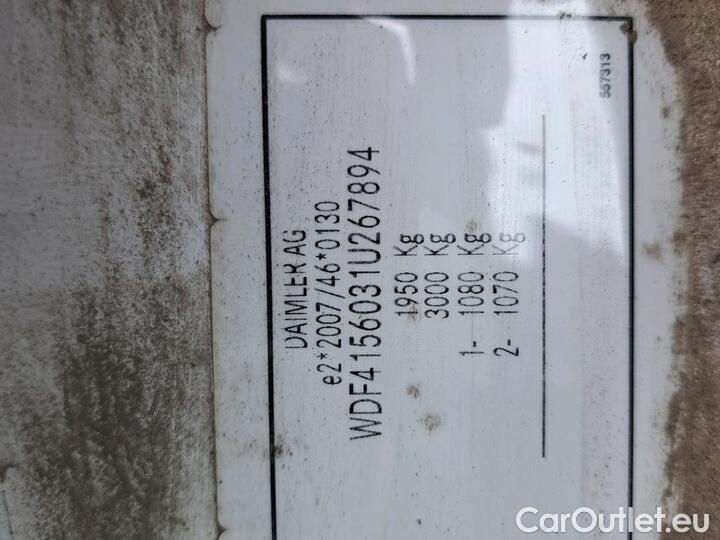 DAIMLER AG
e2*2007/46*0130
WDF4156031U267894
1950 Kg
3000 Kg
1- 1080 Kg
2- 1070 Kg
557313
CarOutlet.eu